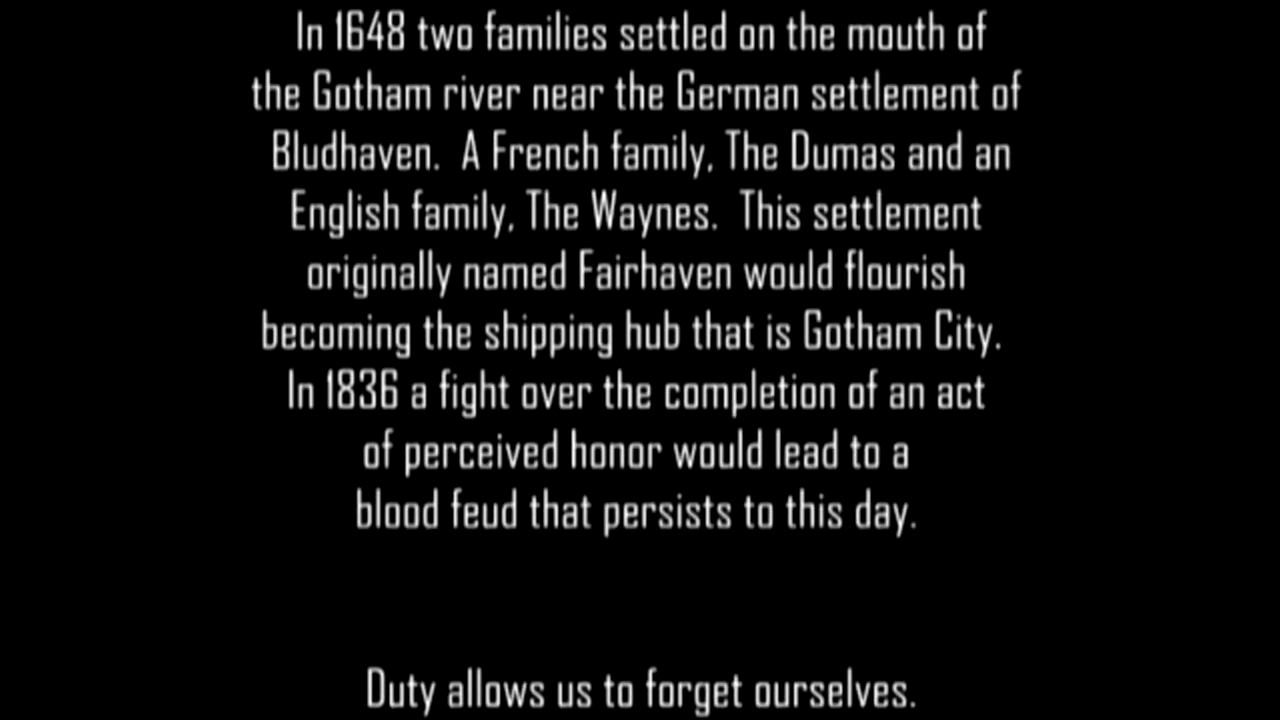 In 1648 two families settled on the mouth of
the Gotham river near the German settlement of
Bludhaven.  A French family, The Dumas and an
English family, The Waynes.  This settlement
originally named Fairhaven would flourish
becoming the shipping hub that is Gotham City.
In 1836 a fight over the completion of an act
of perceived honor would lead to a
blood feud that persists to this day.
Duty allows us to forget ourselves.